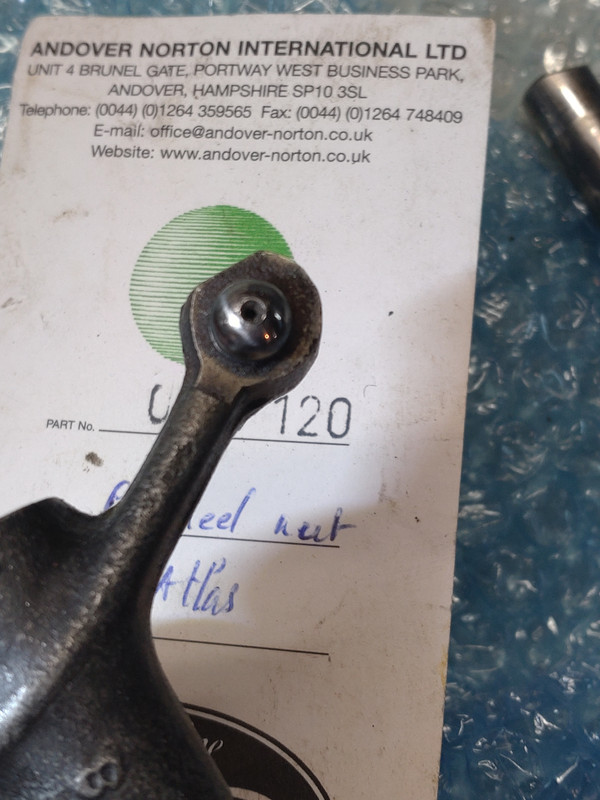 ANDOVER NORTON INTERNATIONAL LTD
UNIT 4 BRUNEL GATE, PORTWAY WEST BUSINESS PARK,
ANDOVER, HAMPSHIRE SP10 3SL
Telephone: (0044) (0)1264 359565 Fax: (0044) (0)1264 748409
E-mail: office@andover-norton.co.uk
Website: www.andover-norton.co.uk
PART No. 120
nut
Atlas
8